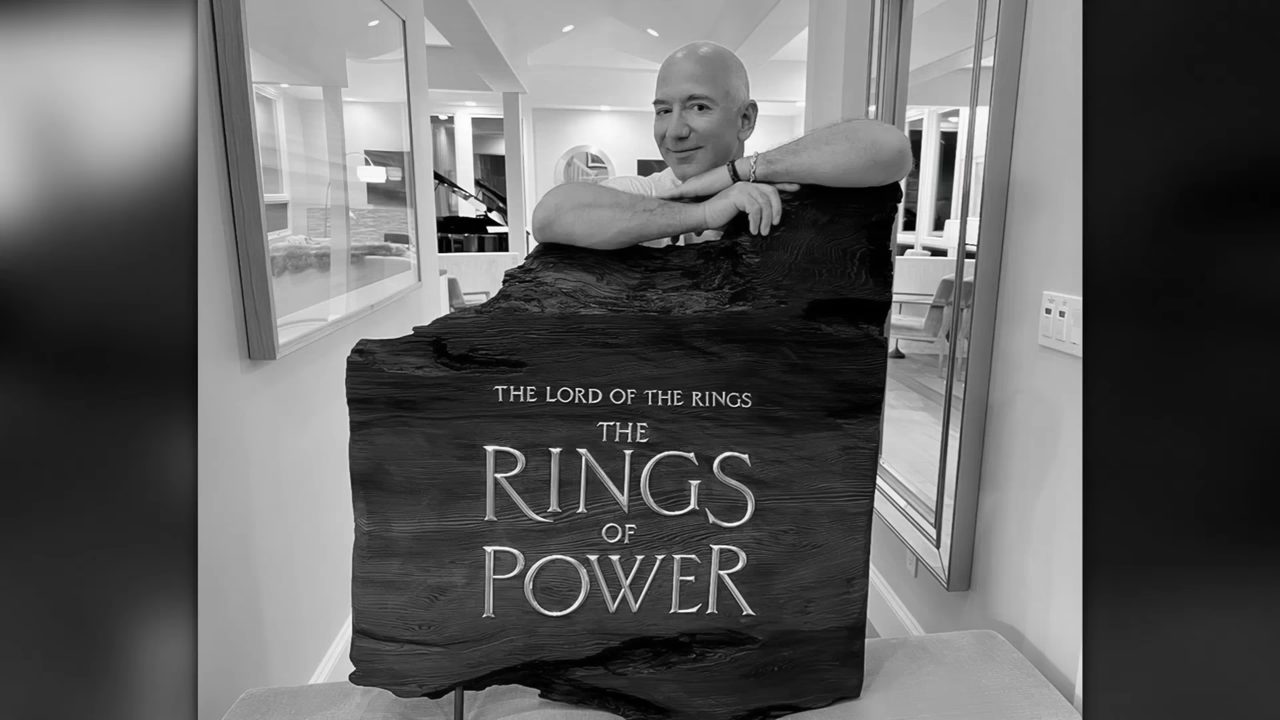 THE LORD OF THE RINGS
THE
RINGS
OF
POWER